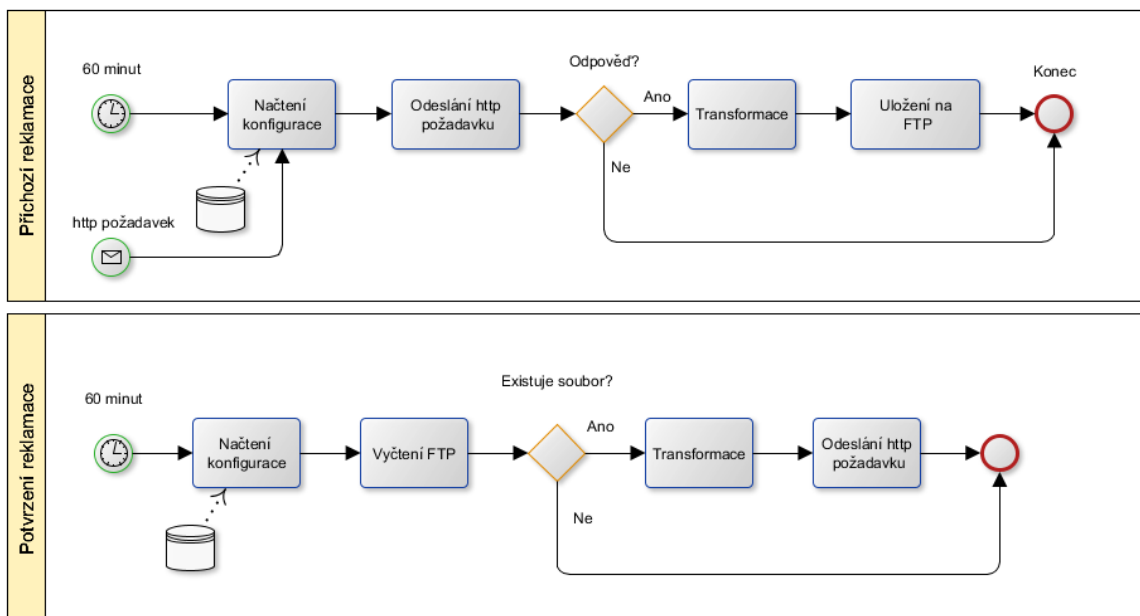 Příchozí reklamace
60 minut
Načtení
konfigurace
Odeslání http
požadavku
Odpověď?
Ano
Ne
Transformace
Uložení na
FTP
Konec
http požadavek
Potvrzení reklamace
60 minut
Načtení
konfigurace
Vyčtení FTP
Existuje soubor?
Ano
Ne
Transformace
Odeslání http
požadavku